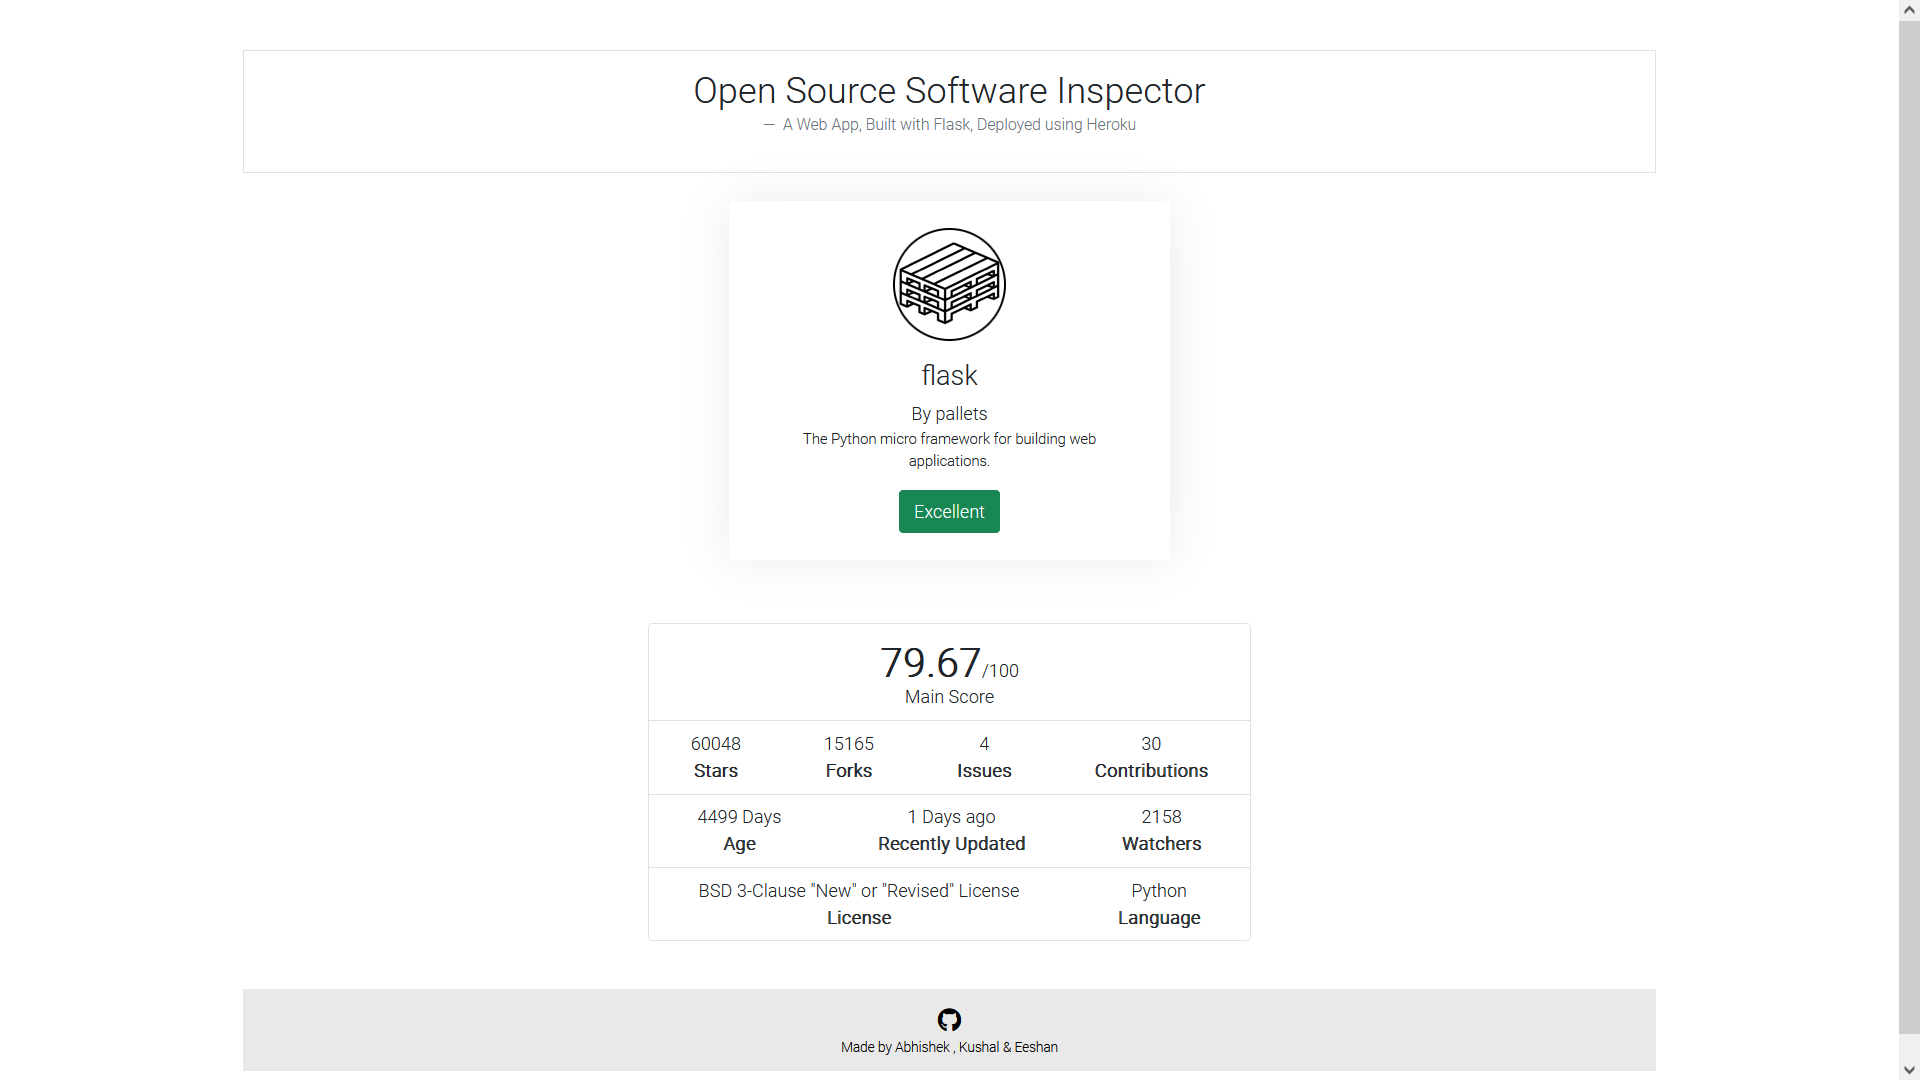 Open Source Software Inspector
— A Web App, Built with Flask, Deployed using Heroku
flask
By pallets
The Python micro framework for building web
applications.
Excellent
79.67/100
Main Score
60048 15165 4 30
Stars Forks Issues Contributions
4499 Days 1 Days ago 2158
Age Recently Updated Watchers
BSD 3-Clause "New" or "Revised" License Python
License Language
Made by Abhishek , Kushal & Eeshan